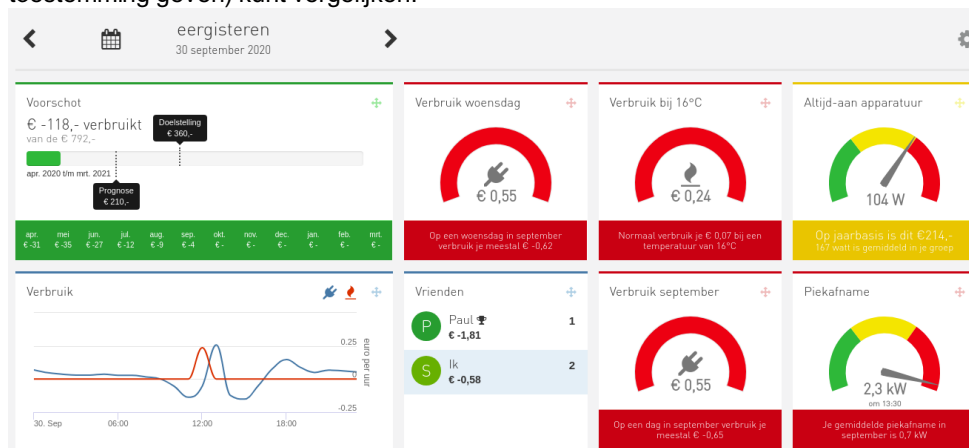 toestemming geven) kunt vergelijken.
eergisteren
30 september 2020
Voorschot
€ -118,- verbruikt
van de € 792,-
Doelstelling
€ 360,-
apr. 2020 t/m mrt. 2021
Prognose
€ 210,-
apr. mei jun. jul. aug. sep. okt. nov. dec. jan. feb. mrt.
€ -31 € -35 € -27 € -12 € -9 € -4 € - € - € - € - € - € -
Verbruik woensdag
€ 0,55
Op een woensdag in september
verbruik je meestal € -0,62
Verbruik bij 16°C
€ 0,24
Normaal verbruik je € 0,07 bij een
temperatuur van 16°C
Altijd-aan apparatuur
104 W
Op jaarbasis is dit €214,-
167 watt is gemiddeld in je groep
Verbruik
0.25
0
-0.25
euro per uur
30. Sep 06:00 12:00 18:00
Vrienden
P Paul 1
€ -1,81
S Ik 2
€ -0,58
Verbruik september
€ 0,55
Op een dag in september verbruik je
meestal € -0,65
Piekafname
2,3 kW
om 13:30
Je gemiddelde piekafname in
september is 0,7 kW